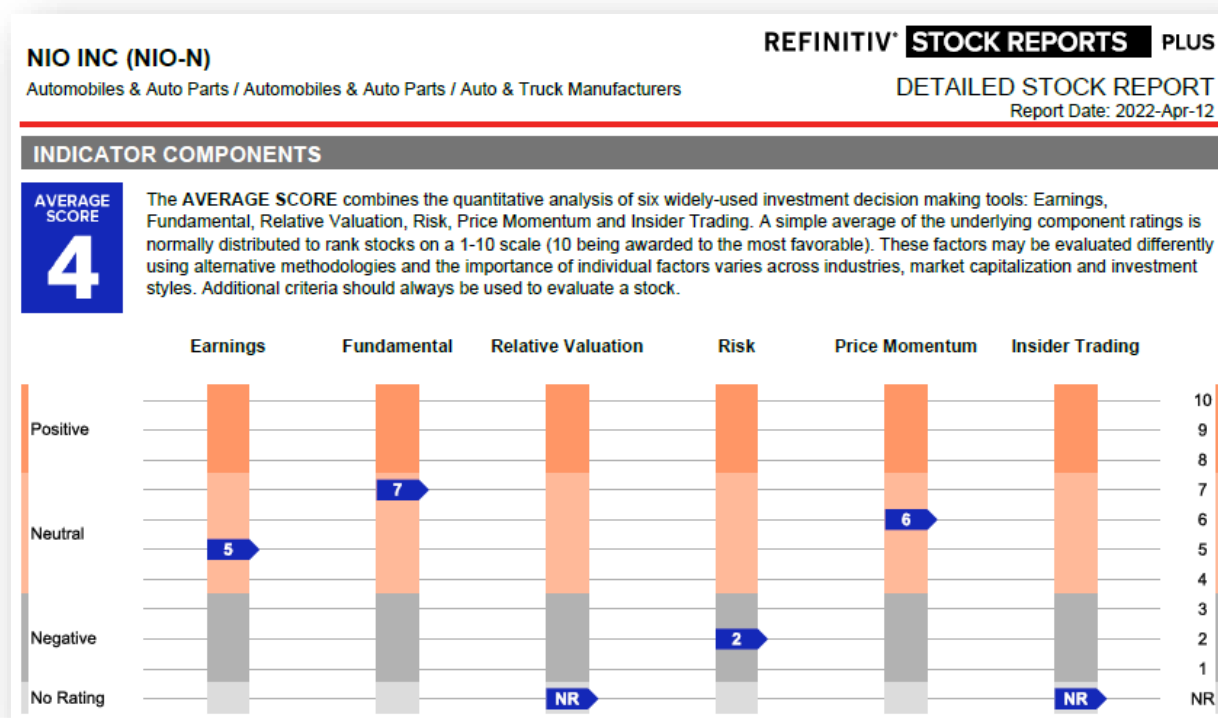 REFINITIV® STOCK REPORTS PLUS
NIO INC (NIO-N)
Automobiles & Auto Parts / Automobiles & Auto Parts / Auto & Truck Manufacturers
DETAILED STOCK REPORT
Report Date: 2022-Apr-12
INDICATOR COMPONENTS
AVERAGE
SCORE
4
The AVERAGE SCORE combines the quantitative analysis of six widely-used investment decision making tools: Earnings,
Fundamental, Relative Valuation, Risk, Price Momentum and Insider Trading. A simple average of the underlying component ratings is
normally distributed to rank stocks on a 1-10 scale (10 being awarded to the most favorable). These factors may be evaluated differently
using alternative methodologies and the importance of individual factors varies across industries, market capitalization and investment
styles. Additional criteria should always be used to evaluate a stock.
Earnings Fundamental Relative Valuation Risk Price Momentum Insider Trading
10
Positive 9
8
7 7
Neutral 6 6
5 5
4
3
Negative 2 2
1
No Rating NR NR NR